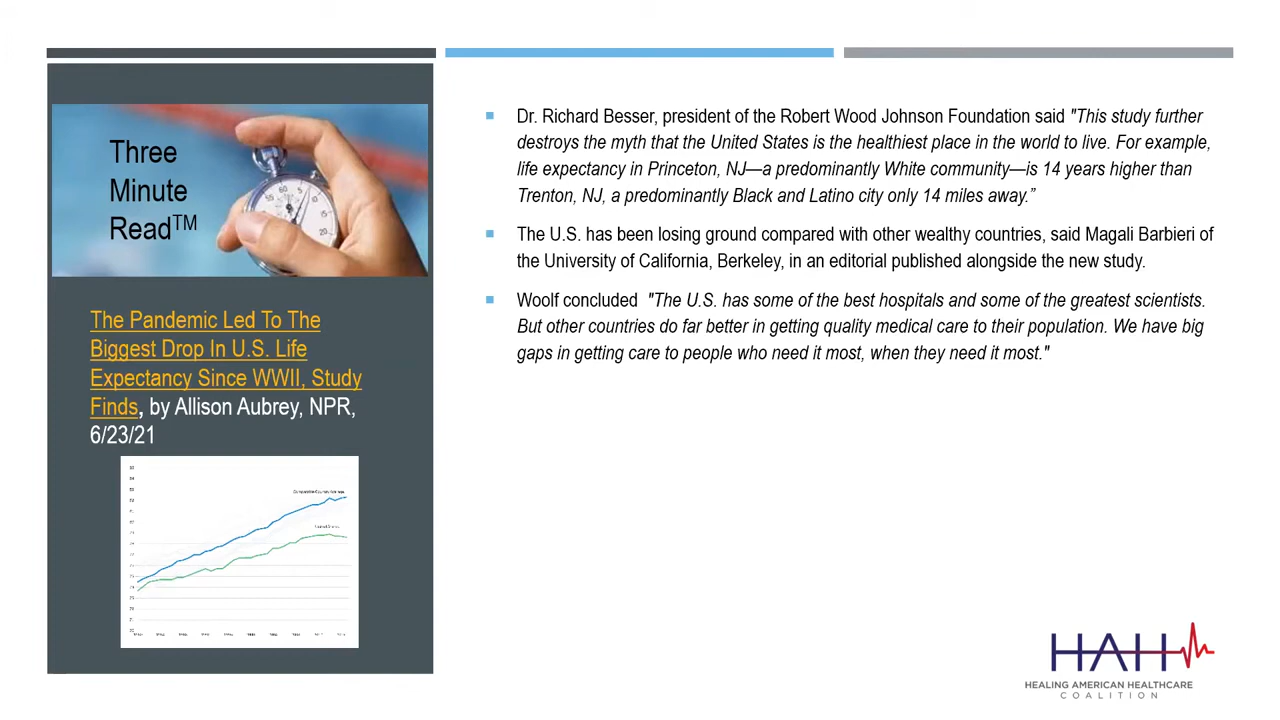 Three
Minute
Read™
The Pandemic Led To The
Biggest Drop In U.S. Life
Expectancy Since WWII, Study
Finds, by Allison Aubrey, NPR,
6/23/21
Dr. Richard Besser, president of the Robert Wood Johnson Foundation said "This study further
destroys the myth that the United States is the healthiest place in the world to live. For example,
life expectancy in Princeton, NJ—a predominantly White community—is 14 years higher than
Trenton, NJ, a predominantly Black and Latino city only 14 miles away.”
The U.S. has been losing ground compared with other wealthy countries, said Magali Barbieri of
the University of California, Berkeley, in an editorial published alongside the new study.
Woolf concluded "The U.S. has some of the best hospitals and some of the greatest scientists.
But other countries do far better in getting quality medical care to their population. We have big
gaps in getting care to people who need it most, when they need it most."
HAH
HEALING AMERICAN HEALTHCARE
COALITION